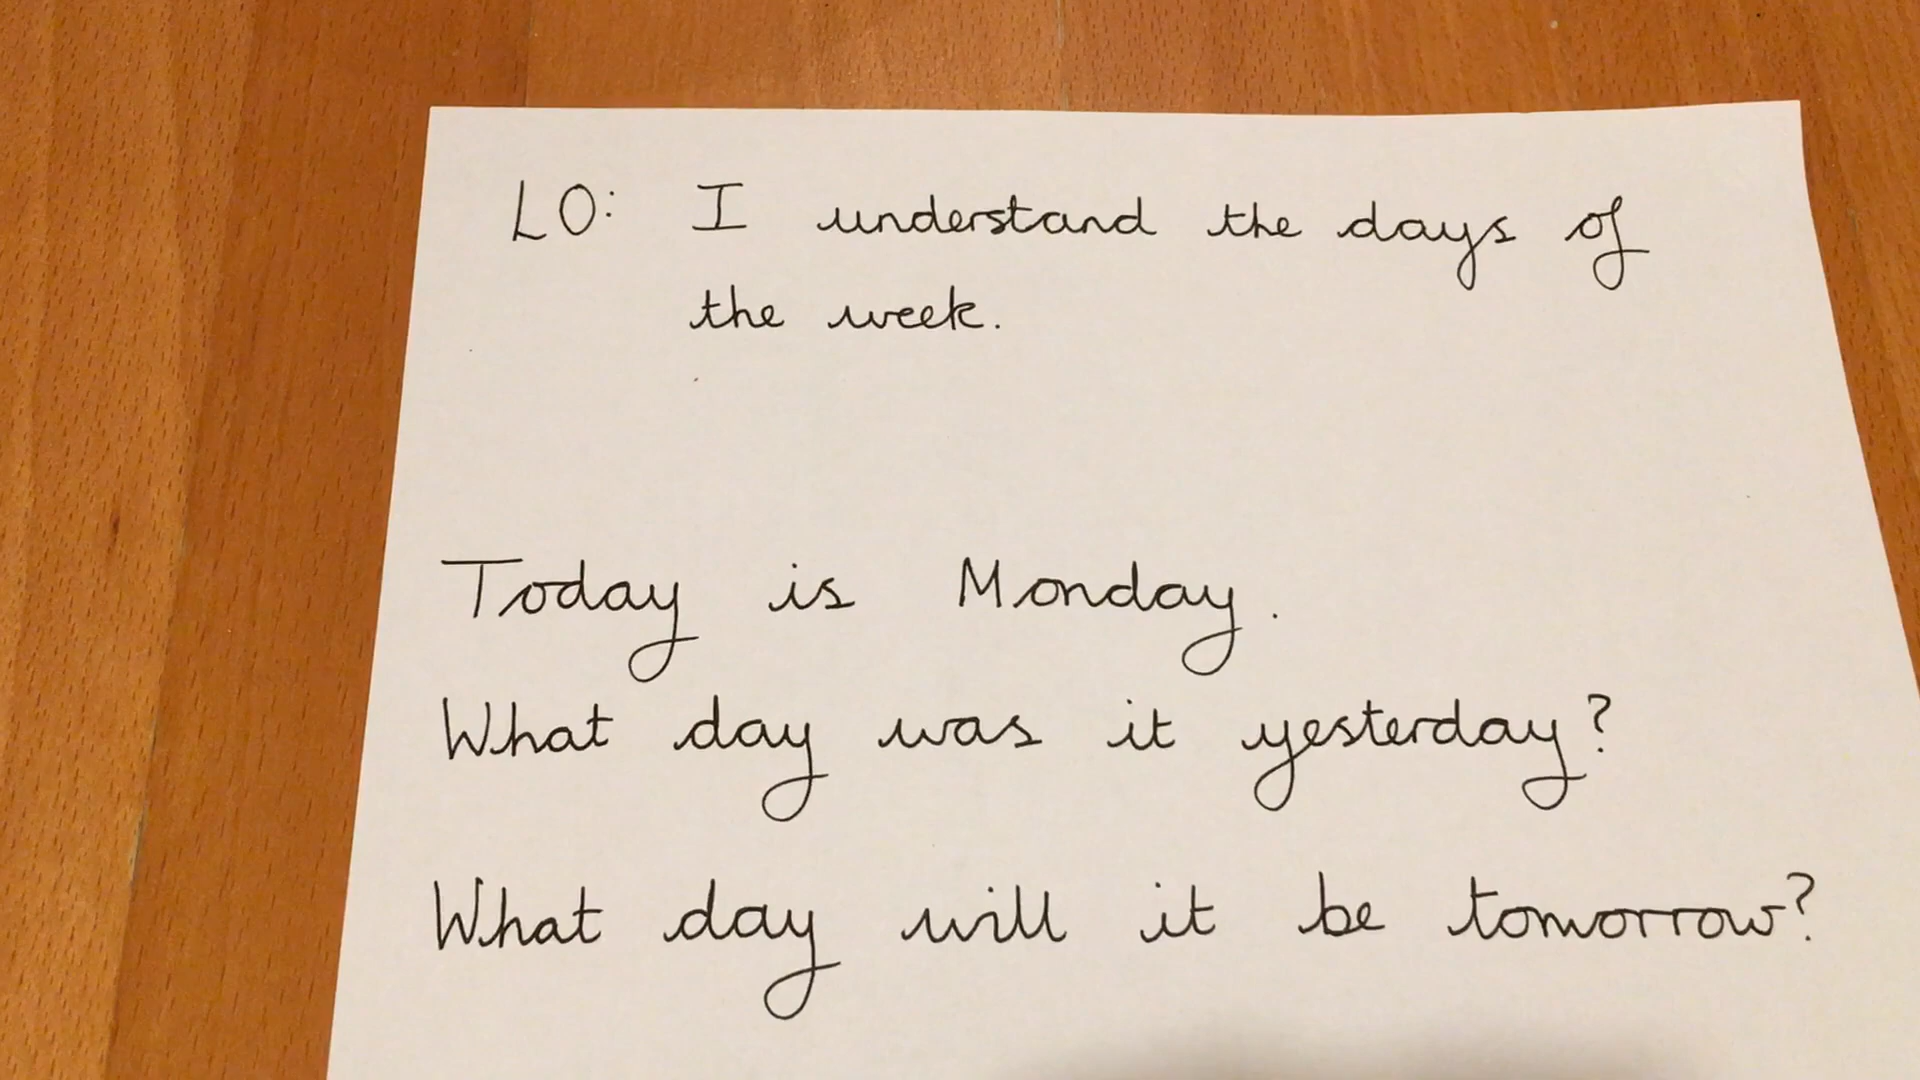 LO: I understand the days of
the week.
Today is Monday.
What day was it yesterday?
What day will it be tomorrow?